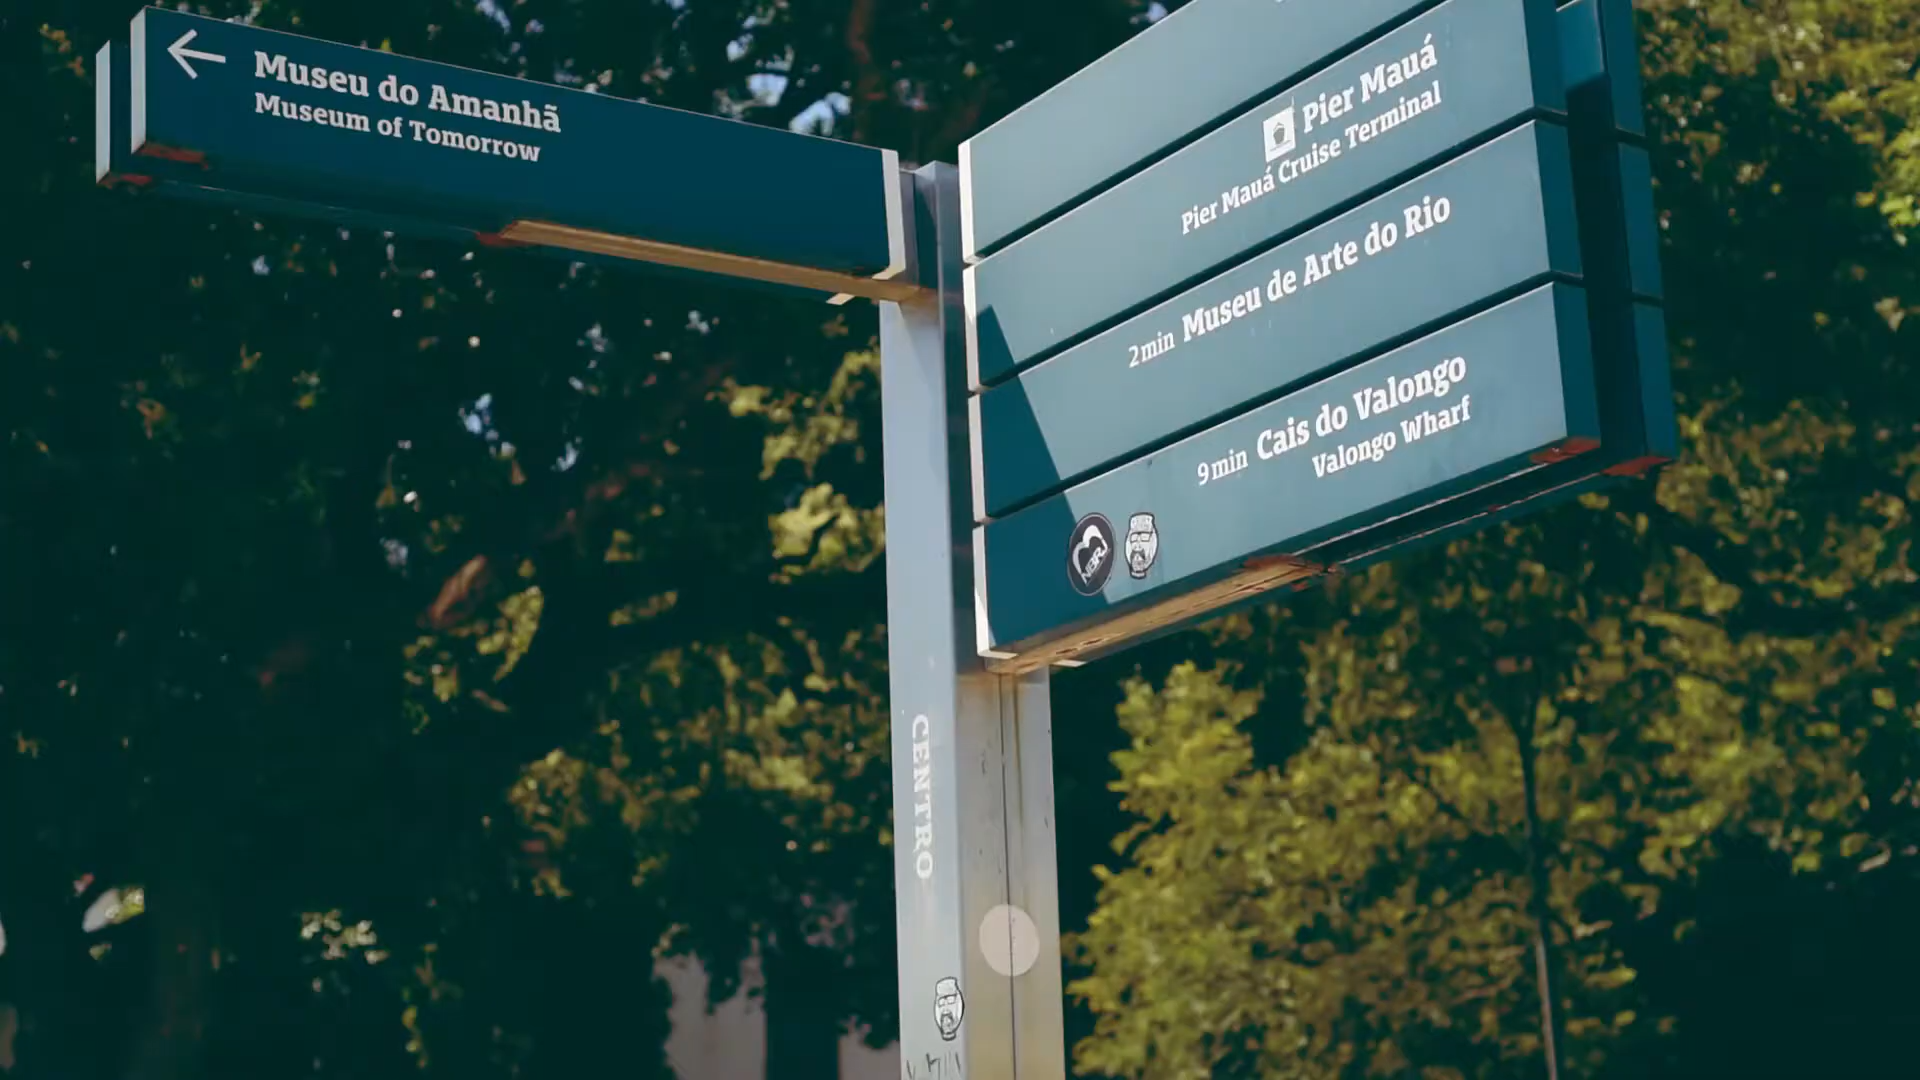 Museu do Amanhã
Museum of Tomorrow
Pier Mauá
Pier Mauá Cruise Terminal
2min Museu de Arte do Rio
9min Cais do Valongo
Valongo Wharf
NBRJ
CENTRO